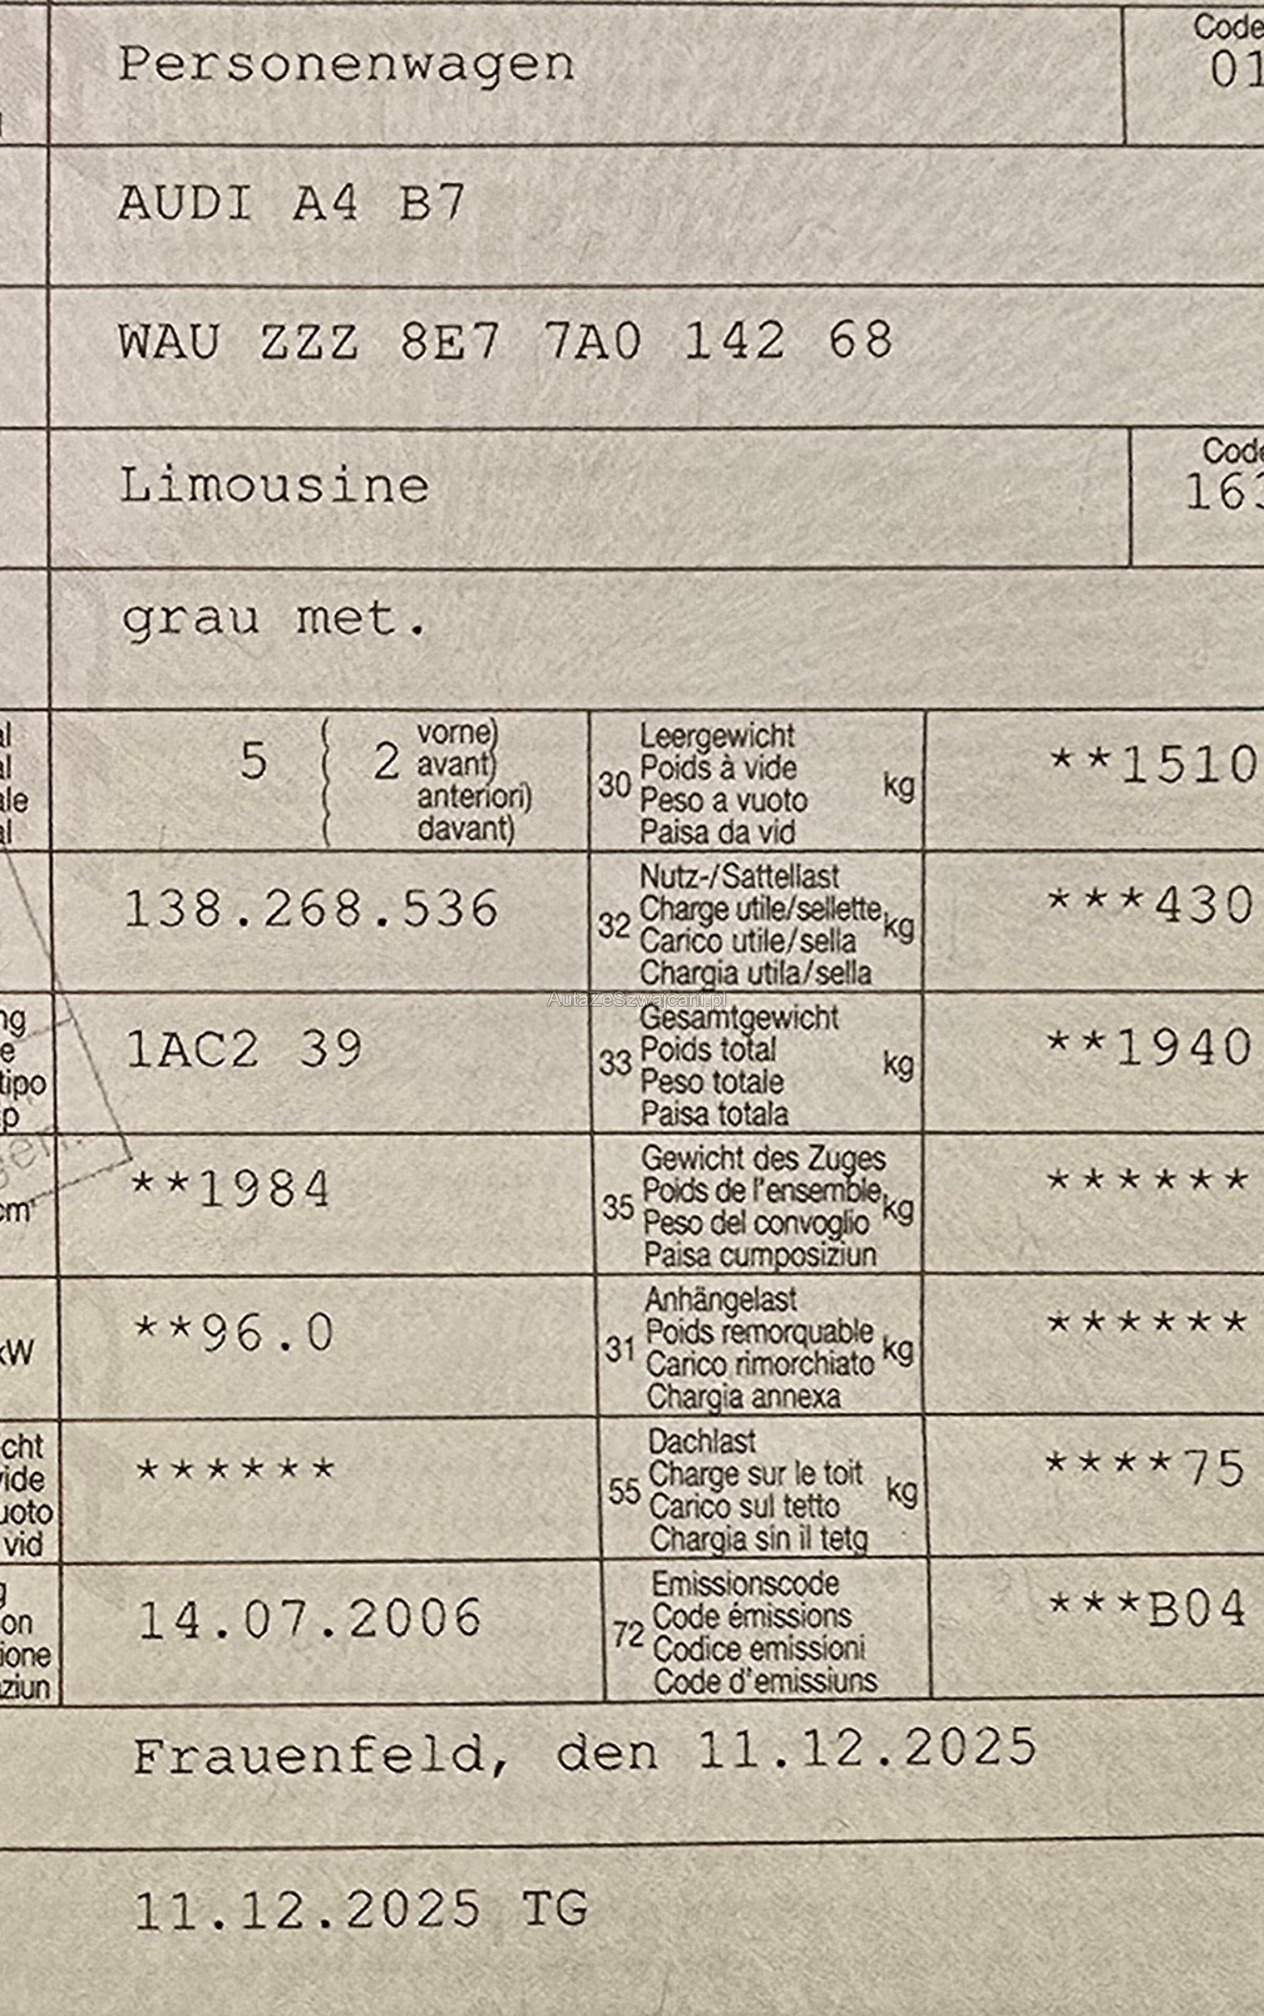 Code
01
Personenwagen
AUDI A4 B7
WAU ZZZ 8E7 7A0 142 68
Code
Limousine
163
grau met.
5 ( 2 vorne)
avant)
anteriori)
( davant)
30 Leergewicht
Poids à vide kg
Peso a vuoto
Paisa da vid
**1510
138.268.536
32 Nutz-/Sattellast
Charge utile/sellette kg
Carico utile/sella
Chargia utila/sella
***430
AutaZeSzwajcarii.pl
tipo
1AC2 39
33 Gesamtgewicht
Poids total kg
Peso totale
Paisa totala
**1940
cm³
**1984
35 Gewicht des Zuges
Poids de l'ensemble kg
Peso del convoglio
Paisa cumposiziun
******
kW
**96.0
31 Anhängelast
Poids remorquable kg
Carico rimorchiato
Chargia annexa
******
vide
vid
******
55 Dachlast
Charge sur le toit kg
Carico sul tetto
Chargia sin il tetg
****75
14.07.2006
72 Emissionscode
Code émissions
Codice emissioni
Code d'emissiuns
***B04
Frauenfeld, den 11.12.2025
11.12.2025 TG